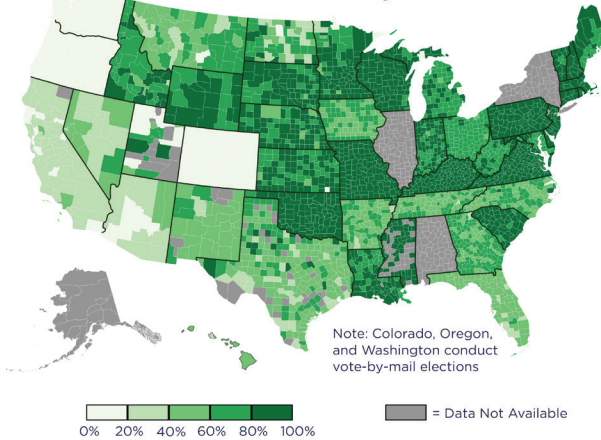 Note: Colorado, Oregon,
and Washington conduct
vote-by-mail elections
0% 20% 40% 60% 80% 100%
= Data Not Available